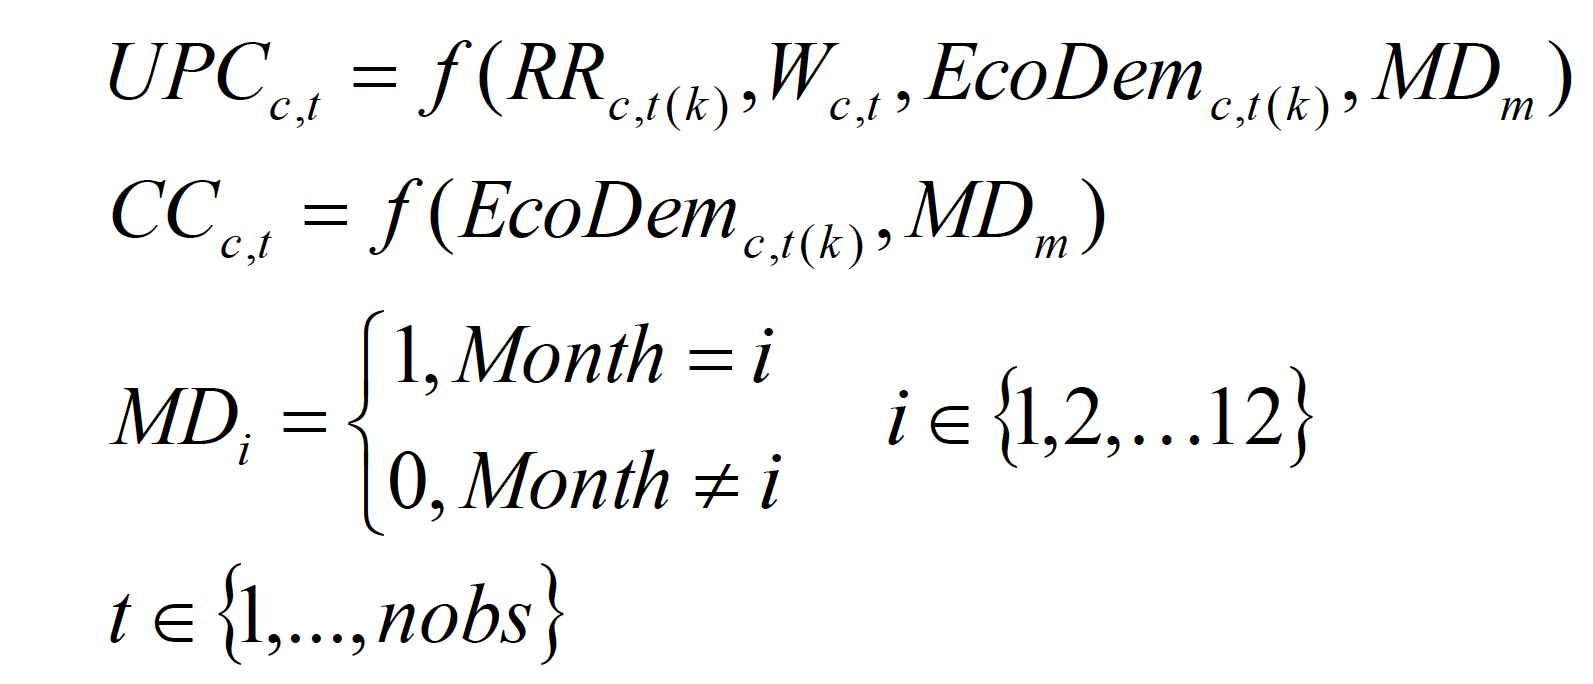 UPC_{c,t} = f(RR_{c,t(k)}, W_{c,t}, EcoDem_{c,t(k)}, MD_m)
CC_{c,t} = f(EcoDem_{c,t(k)}, MD_m)
MD_i = { 1, Month = i
0, Month ≠ i
i ∈ {1,2,…12}
t ∈ {1,...,nobs}